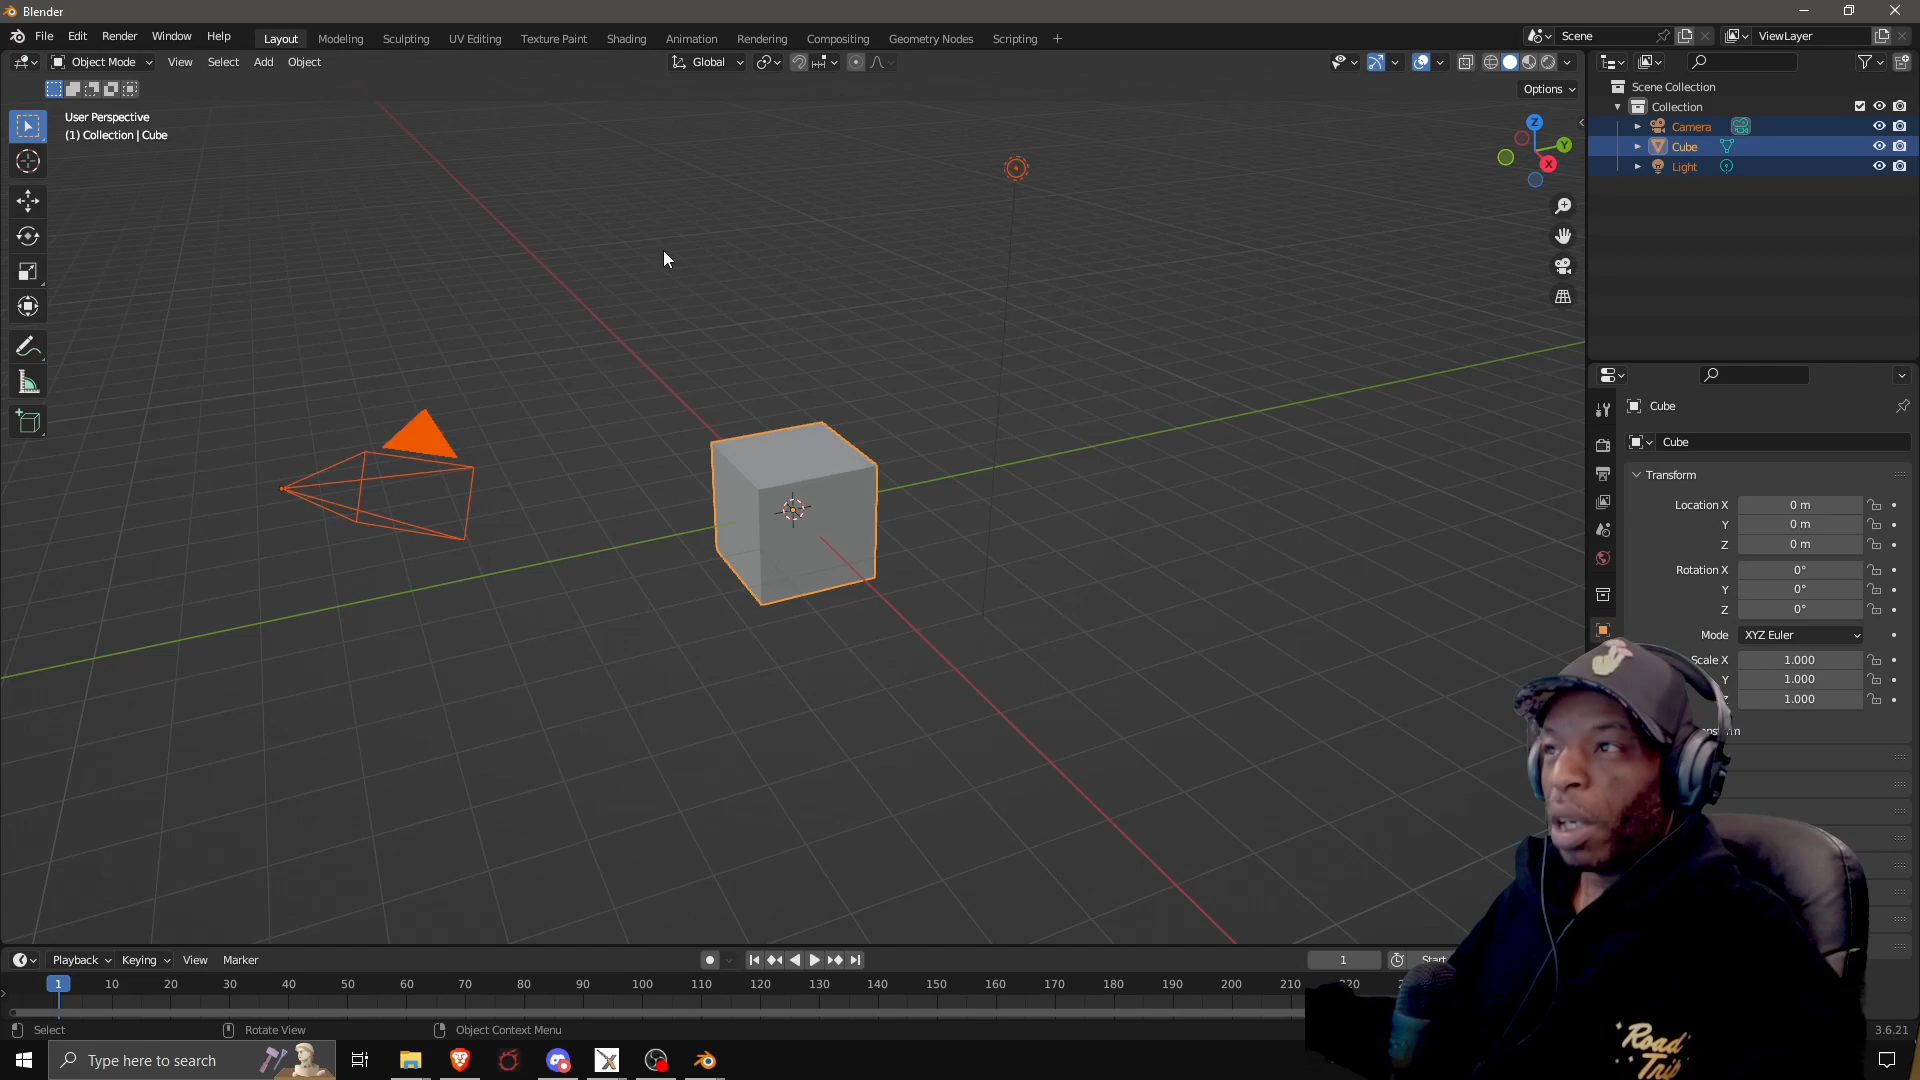 Blender
File Edit Render Window Help Layout Modeling Sculpting UV Editing Texture Paint Shading Animation Rendering Compositing Geometry Nodes Scripting + Scene ViewLayer
Object Mode View Select Add Object Global
Options
User Perspective
(1) Collection | Cube
Z
Y
X
Scene Collection
Collection
Camera
Cube
Light
Cube
Cube
Transform
Location X 0 m
Y 0 m
Z 0 m
Rotation X 0°
Y 0°
Z 0°
Mode XYZ Euler
Scale X 1.000
Y 1.000
1.000
Playback Keying View Marker 1 Start
1 10 20 30 40 50 60 70 80 90 100 110 120 130 140 150 160 170 180 190 200 210 220
Select Rotate View Object Context Menu 3.6.21
Type here to search
Road
Trip